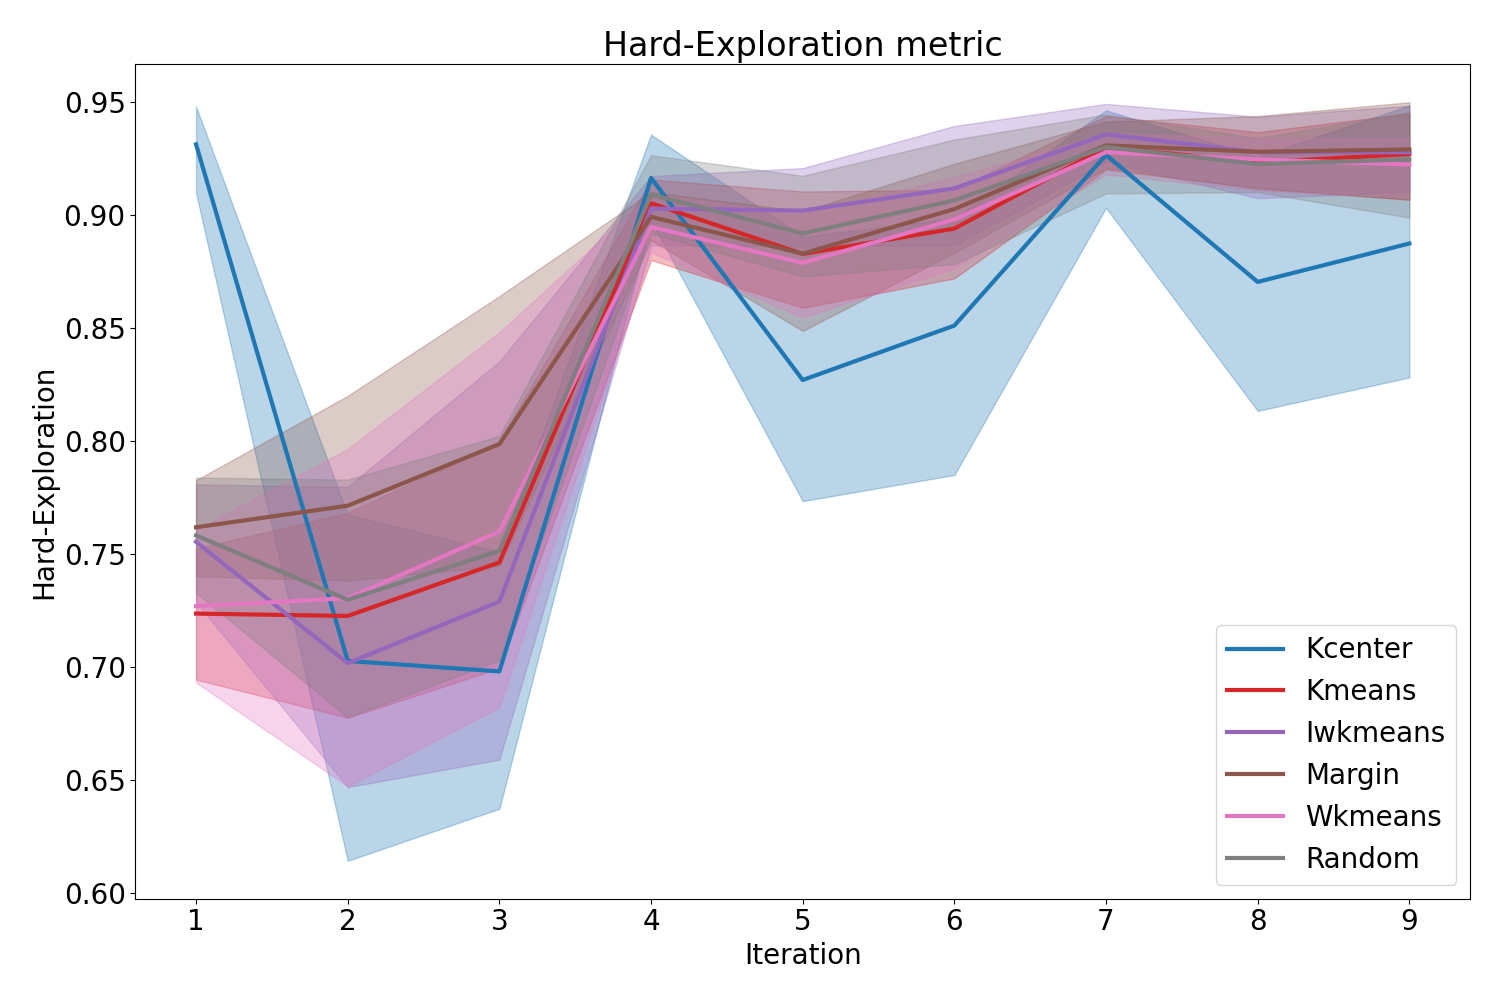 Hard-Exploration metric
Hard-Exploration
0.95
0.90
0.85
0.80
0.75
0.70
0.65
0.60
1 2 3 4 5 6 7 8 9
Iteration
Kcenter
Kmeans
Iwkmeans
Margin
Wkmeans
Random